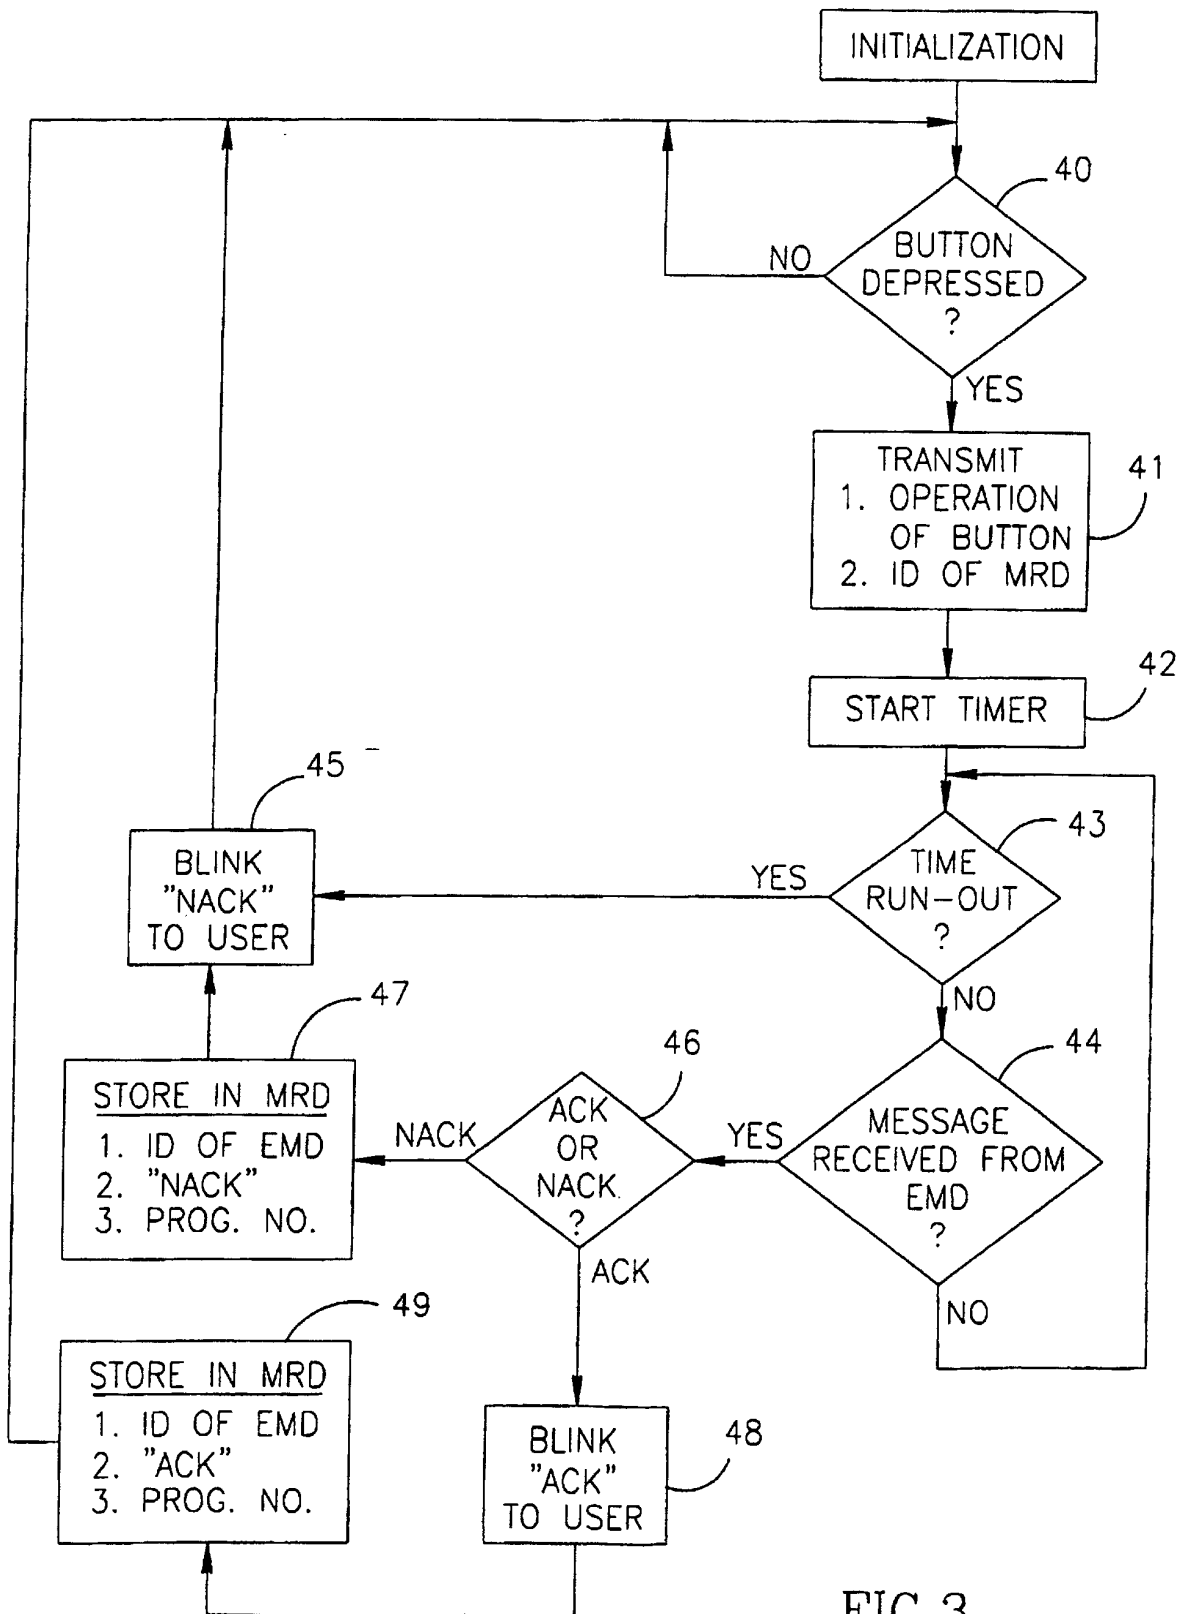 INITIALIZATION
40
BUTTON
DEPRESSED
?
NO
YES
TRANSMIT
1. OPERATION
OF BUTTON
2. ID OF MRD
41
START TIMER
42
45
BLINK
"NACK"
TO USER
YES
TIME
RUN-OUT
?
43
NO
47
STORE IN MRD
1. ID OF EMD
2. "NACK"
3. PROG. NO.
NACK
46
ACK
OR
NACK
?
YES
44
MESSAGE
RECEIVED FROM
EMD
?
ACK
NO
49
STORE IN MRD
1. ID OF EMD
2. "ACK"
3. PROG. NO.
BLINK
"ACK"
TO USER
48
FIG.3